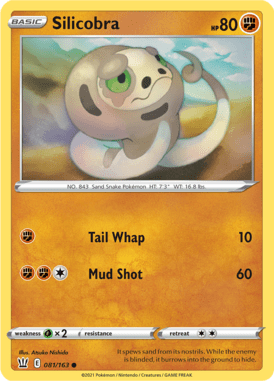 BASIC Silicobra HP80
NO. 843 Sand Snake Pokémon HT: 7'3" WT: 16.8 lbs.
Tail Whap 10
Mud Shot 60
weakness ×2 resistance retreat
Illus. Atsuko Nishida
It spews sand from its nostrils. While the enemy
is blinded, it burrows into the ground to hide.
081/163
©2021 Pokémon / Nintendo / Creatures / GAME FREAK